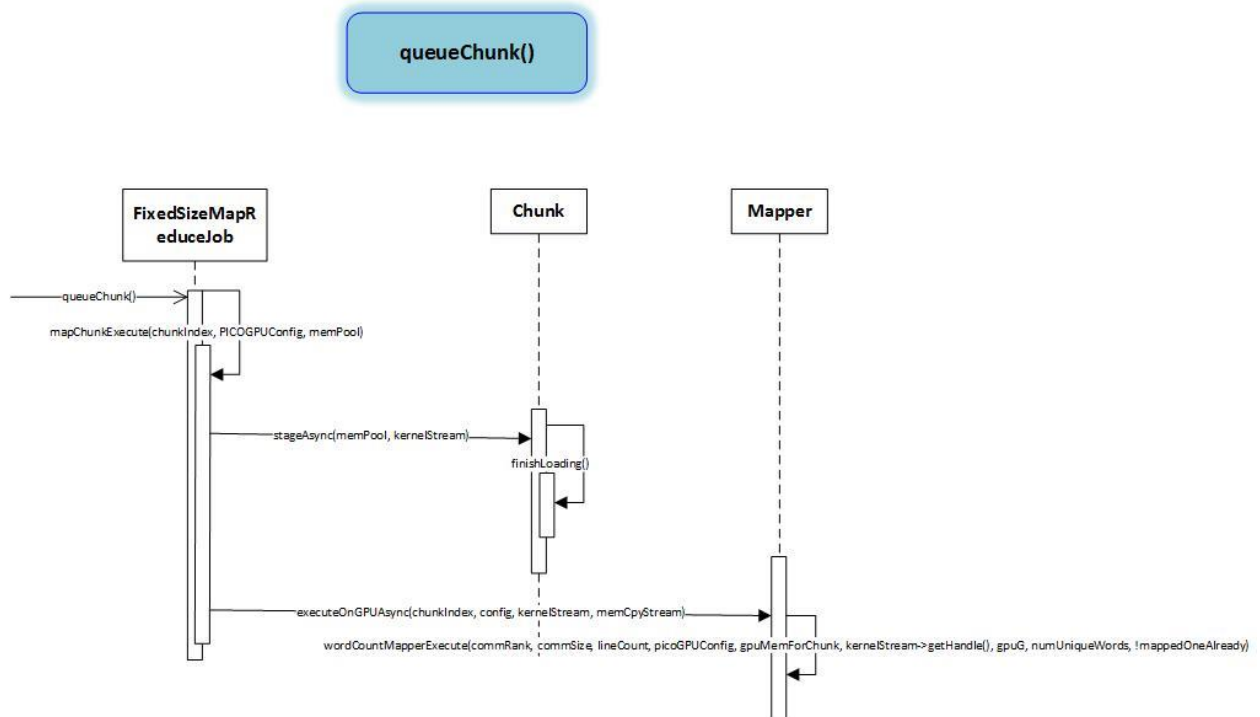 queueChunk()
FixedSizeMapR
educeJob
Chunk
Mapper
queueChunk()
mapChunkExecute(chunkIndex, PICOGPUConfig, memPool)
stageAsync(memPool, kernelStream)
finishLoading()
executeOnGPUAsync(chunkIndex, config, kernelStream, memCpyStream)
wordCountMapperExecute(commRank, commSize, lineCount, picoGPUConfig, gpuMemForChunk, kernelStream->getHandle(), gpuG, numUniqueWords, !mappedOneAlready)